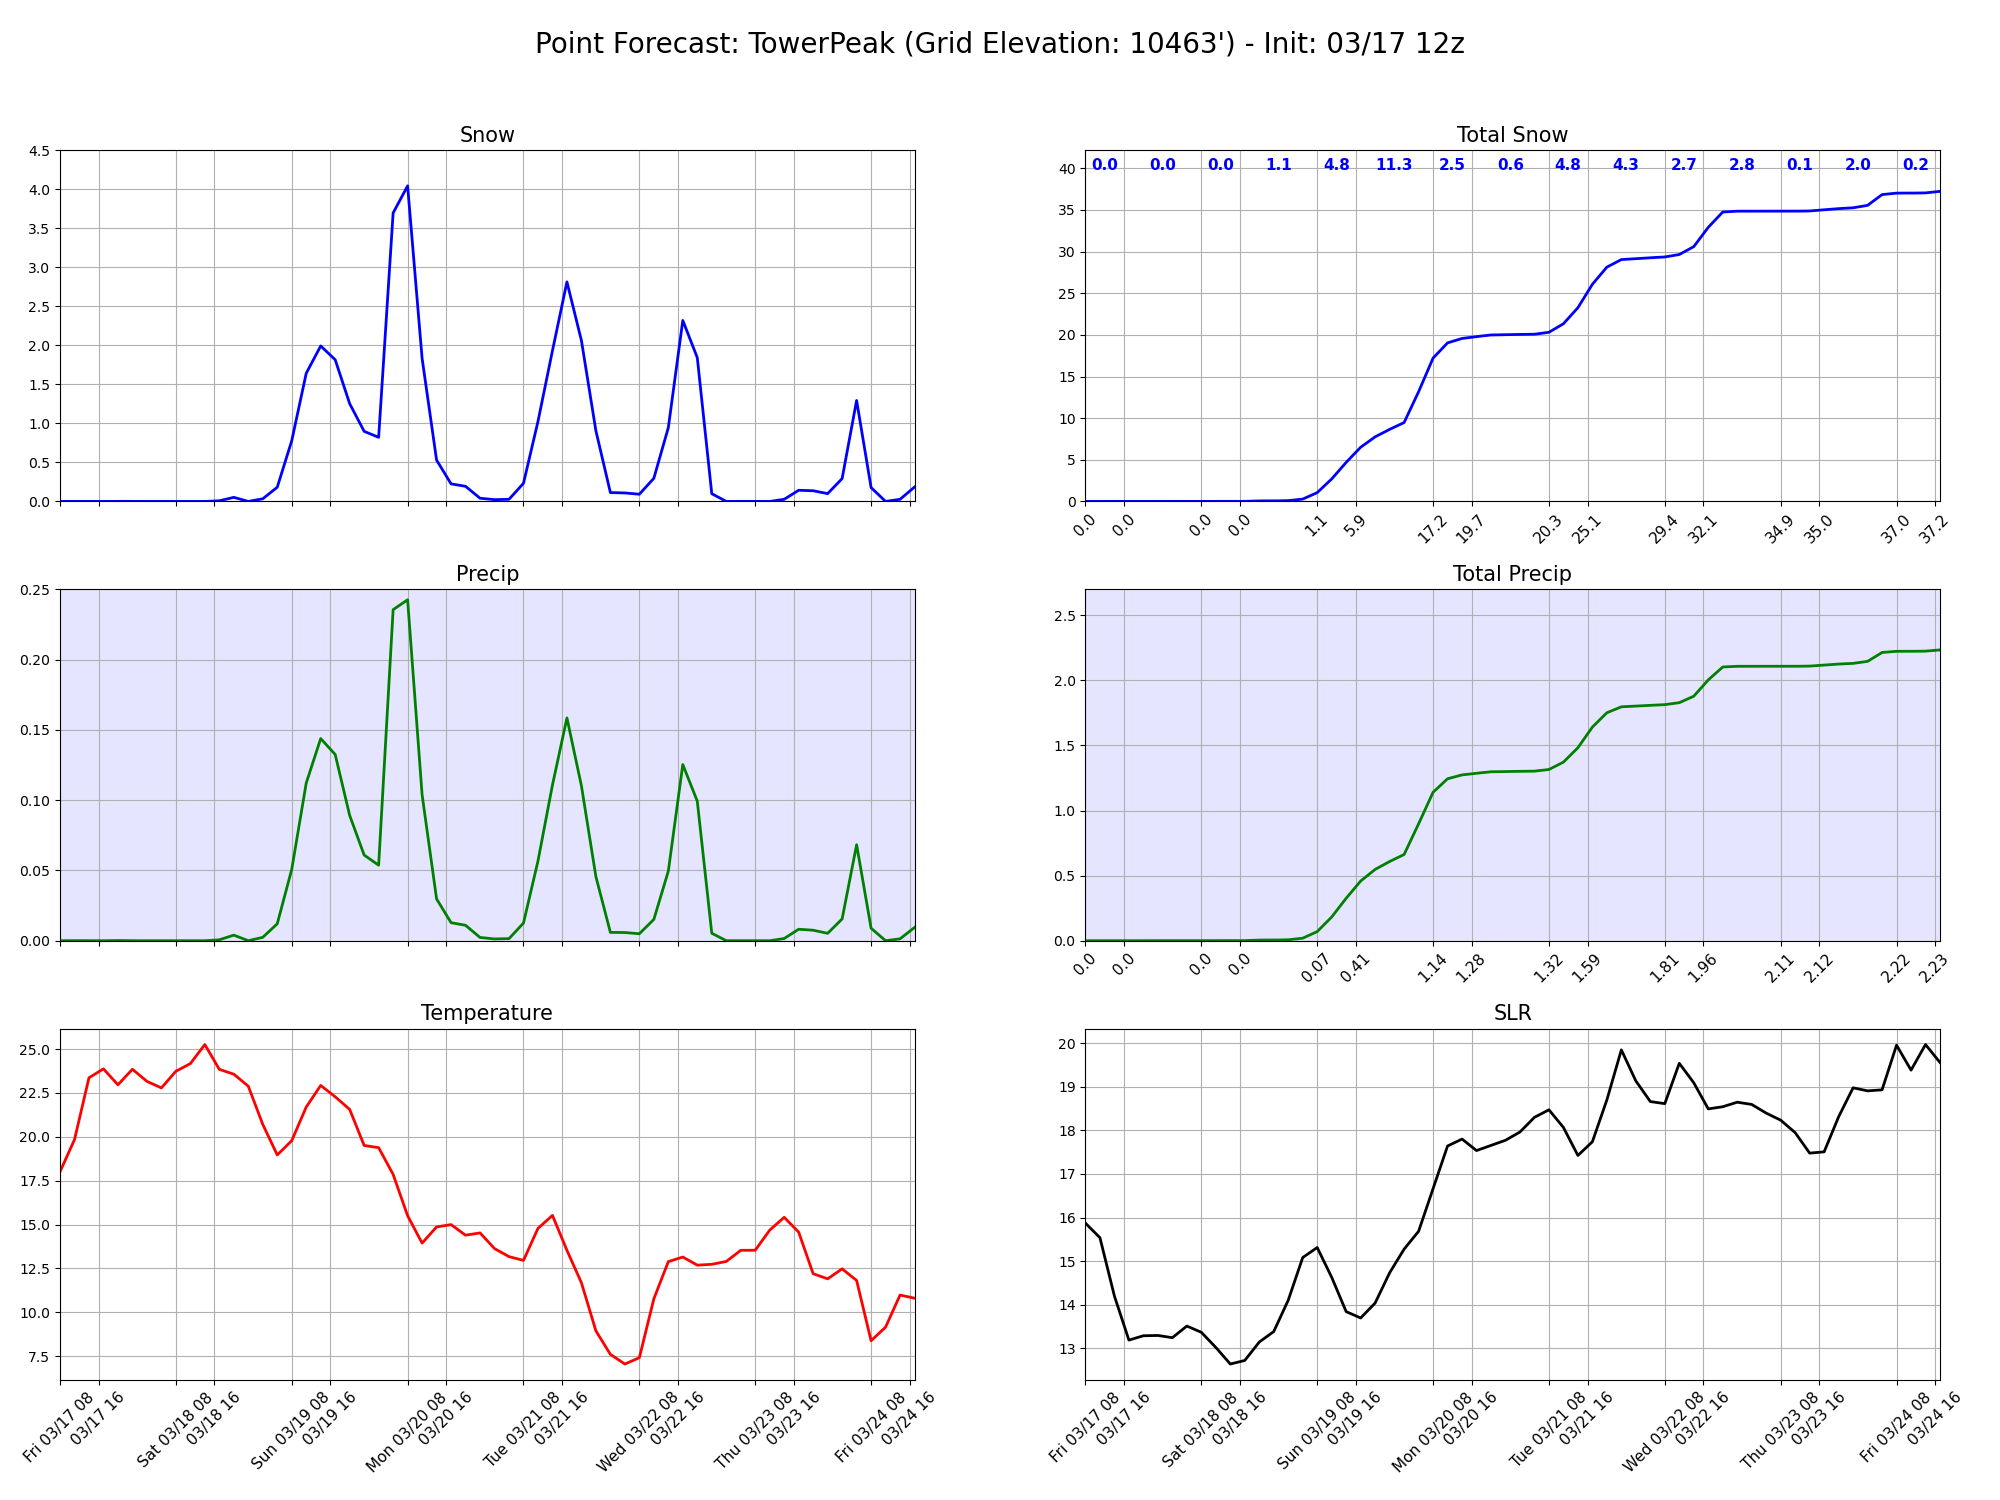 Point Forecast: TowerPeak (Grid Elevation: 10463') - Init: 03/17 12z
Snow
4.5
4.0
3.5
3.0
2.5
2.0
1.5
1.0
0.5
0.0
Total Snow
0.0 0.0 0.0 1.1 4.8 11.3 2.5 0.6 4.8 4.3 2.7 2.8 0.1 2.0 0.2
40
35
30
25
20
15
10
5
0
0.0 0.0 0.0 0.0 1.1 5.9 17.2 19.7 20.3 25.1 29.4 32.1 34.9 35.0 37.0 37.2
Precip
0.25
0.20
0.15
0.10
0.05
0.00
Total Precip
2.5
2.0
1.5
1.0
0.5
0.0
0.0 0.0 0.0 0.0 0.07 0.41 1.14 1.28 1.32 1.59 1.81 1.96 2.11 2.12 2.22 2.23
Temperature
25.0
22.5
20.0
17.5
15.0
12.5
10.0
7.5
Fri 03/17 08
03/17 16
Sat 03/18 08
03/18 16
Sun 03/19 08
03/19 16
Mon 03/20 08
03/20 16
Tue 03/21 08
03/21 16
Wed 03/22 08
03/22 16
Thu 03/23 08
03/23 16
Fri 03/24 08
03/24 16
SLR
20
19
18
17
16
15
14
13
Fri 03/17 08
03/17 16
Sat 03/18 08
03/18 16
Sun 03/19 08
03/19 16
Mon 03/20 08
03/20 16
Tue 03/21 08
03/21 16
Wed 03/22 08
03/22 16
Thu 03/23 08
03/23 16
Fri 03/24 08
03/24 16